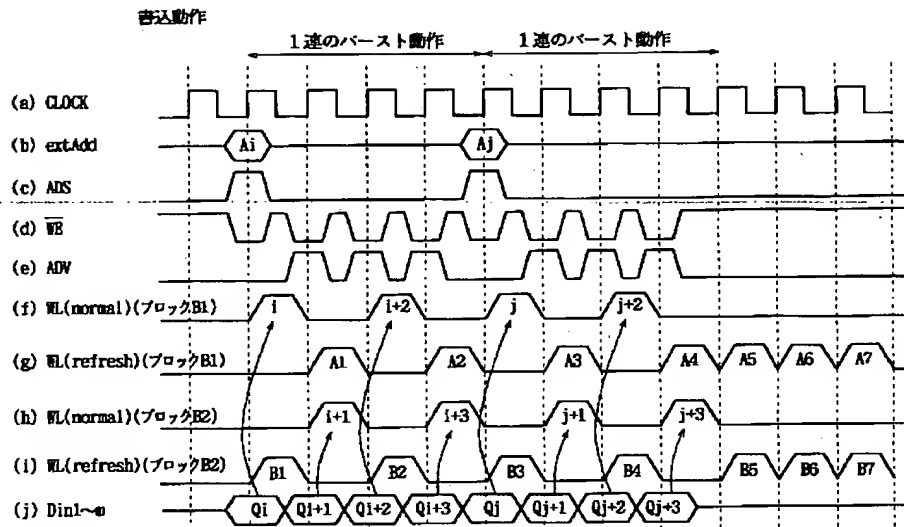 書込動作
1連のバースト動作 1連のバースト動作
(a) CLOCK
(b) extAdd Ai Aj
(c) ADS
(d) WE
(e) ADV
(f) WL(normal)(ブロックB1) i i+2 j j+2
(g) WL(refresh)(ブロックB1) A1 A2 A3 A4 A5 A6 A7
(h) WL(normal)(ブロックB2) i+1 i+3 j+1 j+3
(i) WL(refresh)(ブロックB2) B1 B2 B3 B4 B5 B6 B7
(j) Din1~m Qi Qi+1 Qi+2 Qi+3 Qj Qj+1 Qj+2 Qj+3